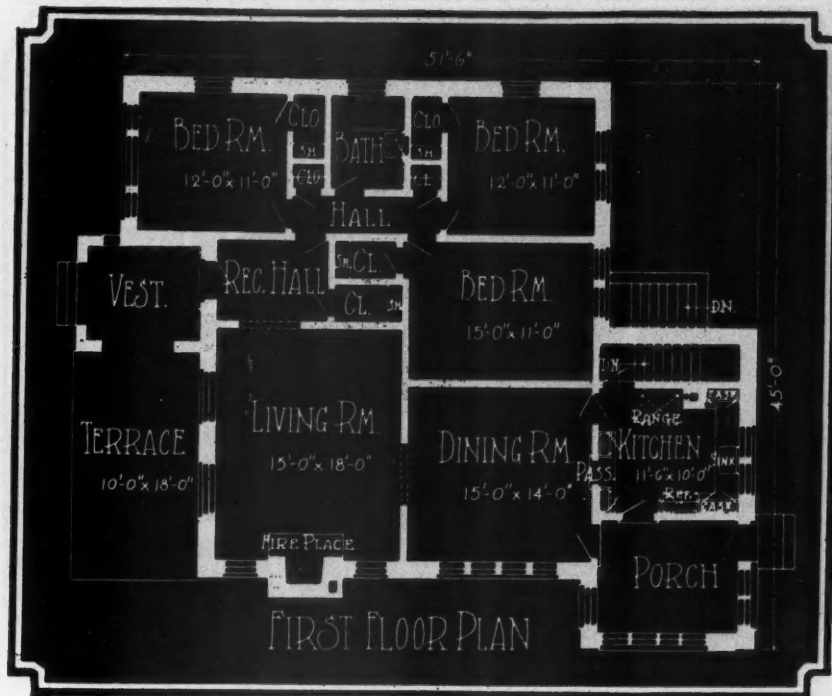 51'-6"
CLO
CLO
BED RM.
12'-0" x 11'-0"
SH.
BATH
SH.
BED RM.
12'-0" x 11'-0"
CLO
CL
HALL
VEST.
REC. HALL
SH. CL.
CL. SH.
BED RM.
15'-0" x 11'-0"
DN.
DN.
45'-0"
TERRACE
10'-0" x 18'-0"
LIVING RM.
15'-0" x 18'-0"
DINING RM.
15'-0" x 14'-0"
RANGE
KITCHEN
11'-6" x 10'-0"
SINK
PASS.
REF.
FIRE PLACE
PORCH
FIRST FLOOR PLAN